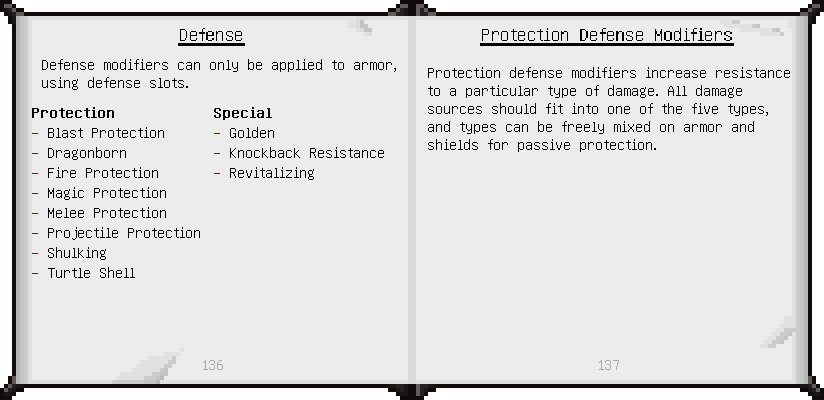 Defense
Defense modifiers can only be applied to armor,
using defense slots.
Protection
- Blast Protection
- Dragonborn
- Fire Protection
- Magic Protection
- Melee Protection
- Projectile Protection
- Shulking
- Turtle Shell
Special
- Golden
- Knockback Resistance
- Revitalizing
136
Protection Defense Modifiers
Protection defense modifiers increase resistance
to a particular type of damage. All damage
sources should fit into one of the five types,
and types can be freely mixed on armor and
shields for passive protection.
137